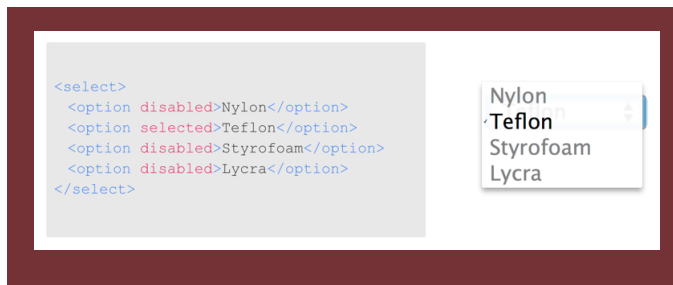 <select>
<option disabled>Nylon</option>
<option selected>Teflon</option>
<option disabled>Styrofoam</option>
<option disabled>Lycra</option>
</select>
Nylon
Teflon
Styrofoam
Lycra